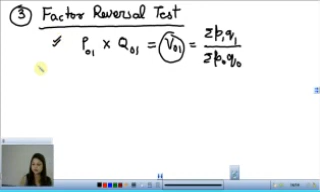 ③ Factor Reversal Test
P₀₁ × Q₀₁ = V₀₁ = Σp₁q₁ / Σp₀q₀